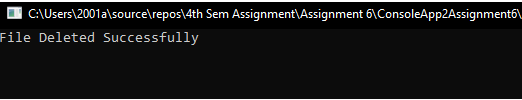 C:\Users\2001a\source\repos\4th Sem Assignment\Assignment 6\ConsoleApp2Assignment6\
File Deleted Successfully